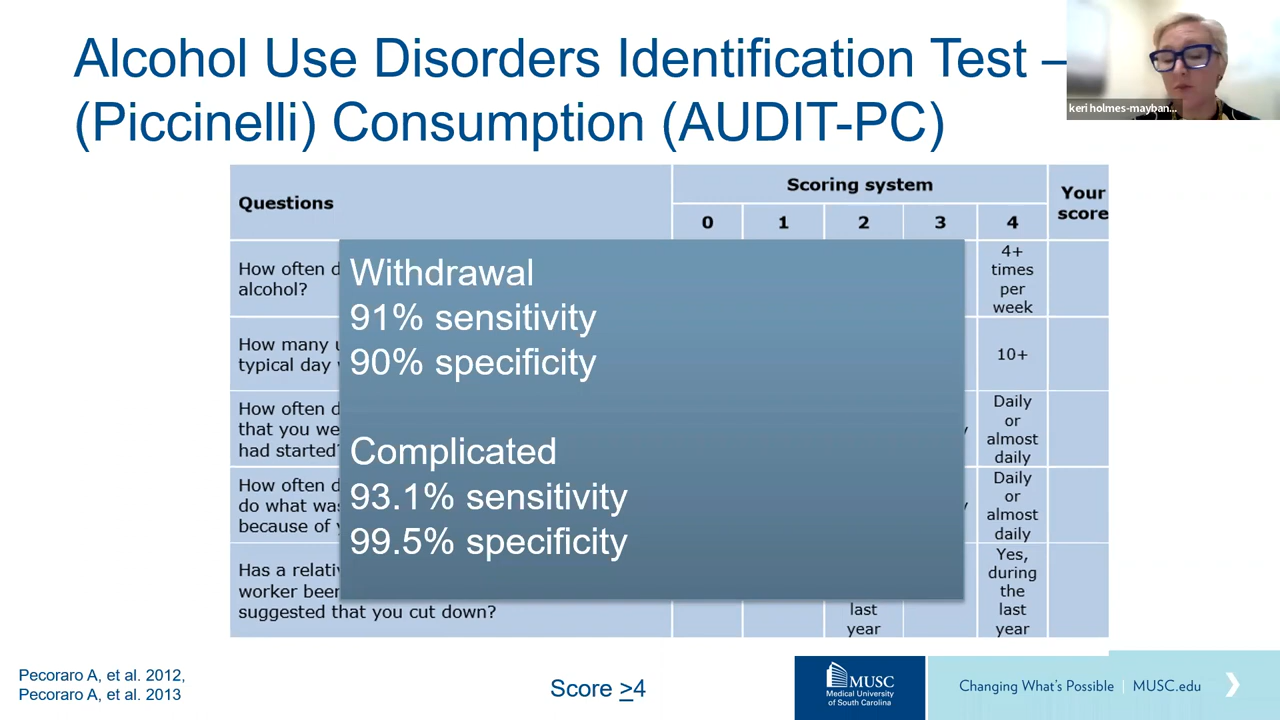 Alcohol Use Disorders Identification Test –
(Piccinelli) Consumption (AUDIT-PC)
keri holmes-mayban...
Questions
Scoring system
Your
score
0 1 2 3 4
How often d
alcohol?
4+
times
per
week
How many u
typical day
10+
How often d
that you we
had started?
Daily
or
almost
daily
How often d
do what was
because of y
Daily
or
almost
daily
Has a relati
worker been
suggested that you cut down?
last
year
Yes,
during
the
last
year
Withdrawal
91% sensitivity
90% specificity
Complicated
93.1% sensitivity
99.5% specificity
Pecoraro A, et al. 2012,
Pecoraro A, et al. 2013
Score >4
MUSC
Medical University
of South Carolina
Changing What's Possible | MUSC.edu